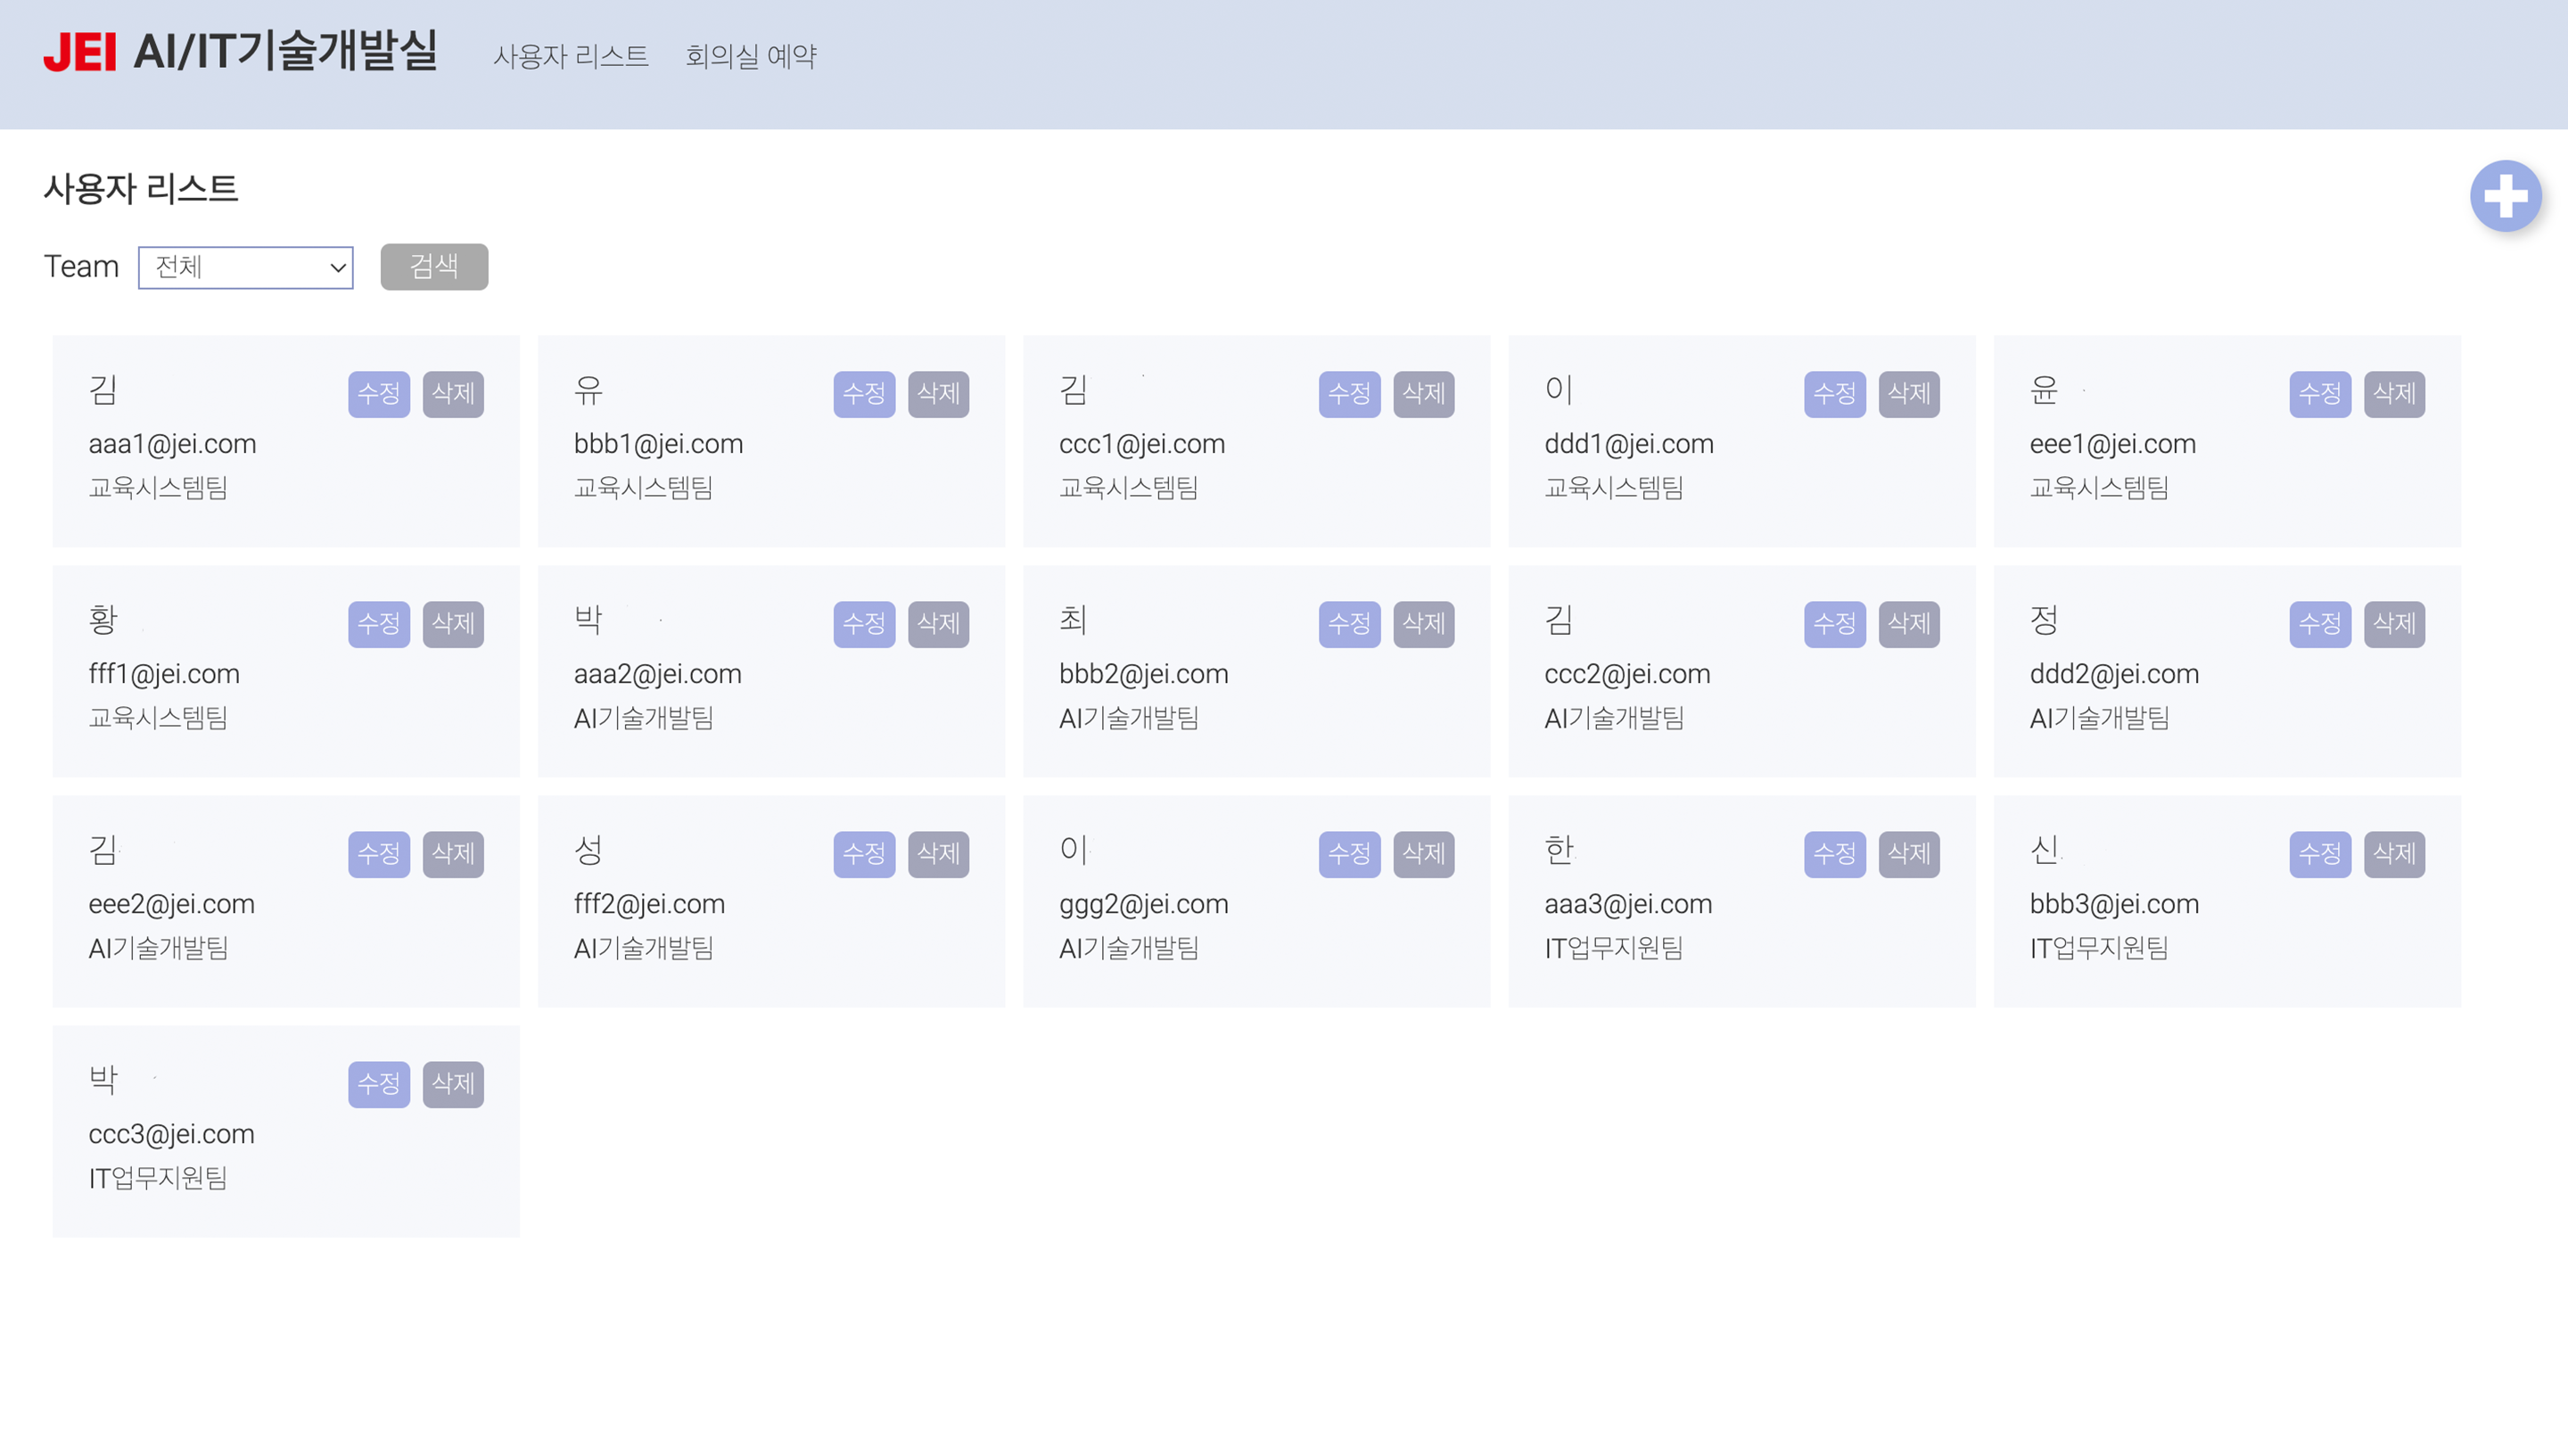 JEI AI/IT기술개발실 사용자 리스트 회의실 예약
사용자 리스트
Team 전체 검색
김 수정 삭제
aaa1@jei.com
교육시스템팀
유 수정 삭제
bbb1@jei.com
교육시스템팀
김 수정 삭제
ccc1@jei.com
교육시스템팀
이 수정 삭제
ddd1@jei.com
교육시스템팀
윤 수정 삭제
eee1@jei.com
교육시스템팀
황 수정 삭제
fff1@jei.com
교육시스템팀
박 수정 삭제
aaa2@jei.com
AI기술개발팀
최 수정 삭제
bbb2@jei.com
AI기술개발팀
김 수정 삭제
ccc2@jei.com
AI기술개발팀
정 수정 삭제
ddd2@jei.com
AI기술개발팀
김 수정 삭제
eee2@jei.com
AI기술개발팀
성 수정 삭제
fff2@jei.com
AI기술개발팀
이 수정 삭제
ggg2@jei.com
AI기술개발팀
한 수정 삭제
aaa3@jei.com
IT업무지원팀
신 수정 삭제
bbb3@jei.com
IT업무지원팀
박 수정 삭제
ccc3@jei.com
IT업무지원팀